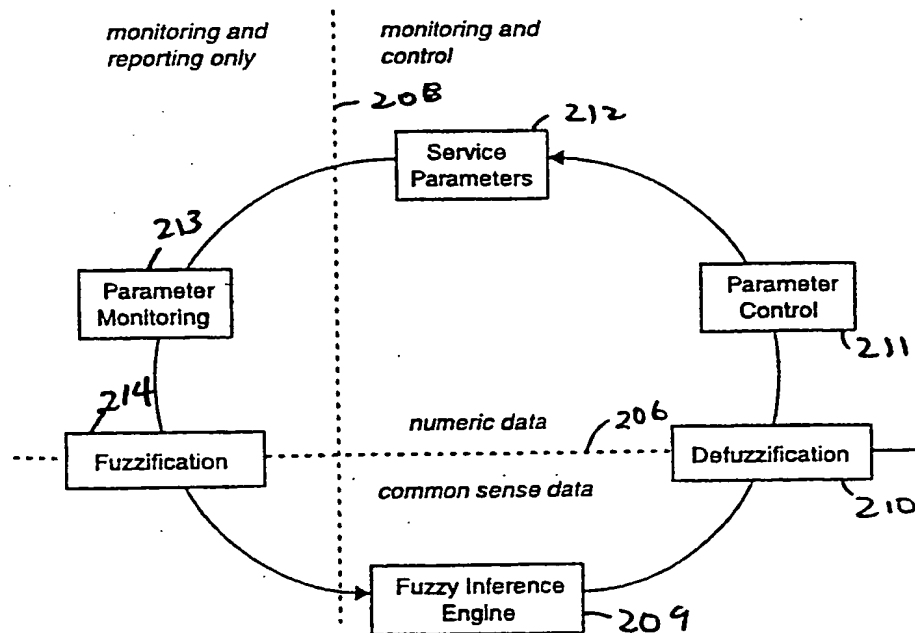 monitoring and
reporting only
monitoring and
control
208
212
Service
Parameters
213
Parameter
Monitoring
Parameter
Control
211
214
Fuzzification
numeric data
206
Defuzzification
common sense data
210
Fuzzy Inference
Engine
209